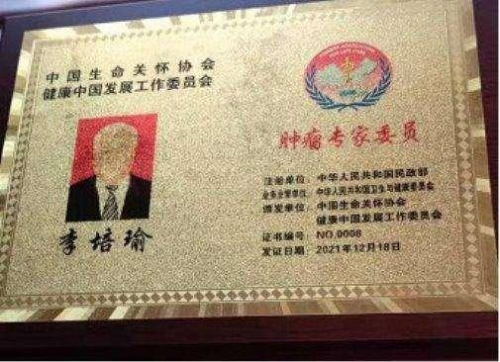 中国生命关怀协会
健康中国发展工作委员会
李培瑜
肿瘤专家委员
注册单位：中华人民共和国民政部
业务主管单位：中华人民共和国卫生与健康委员会
颁发单位：中国生命关怀协会
健康中国发展工作委员会
证书编号：NO.0008
发证日期：2021年12月18日